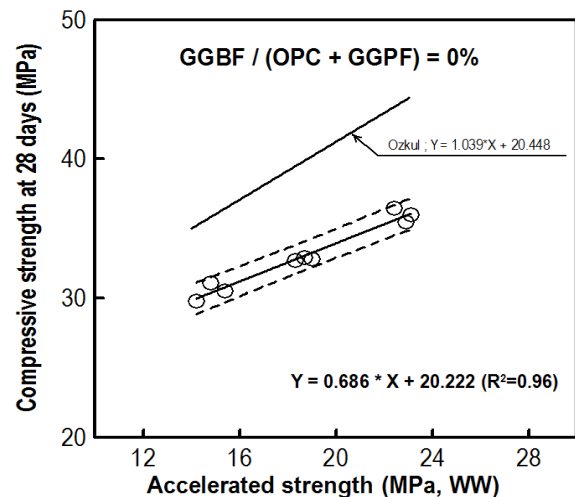 50
40
30
20
Compressive strength at 28 days (MPa)
GGBF / (OPC + GGPF) = 0%
Ozkul ; Y = 1.039*X + 20.448
Y = 0.686 * X + 20.222 (R²=0.96)
12 16 20 24 28
Accelerated strength (MPa, WW)